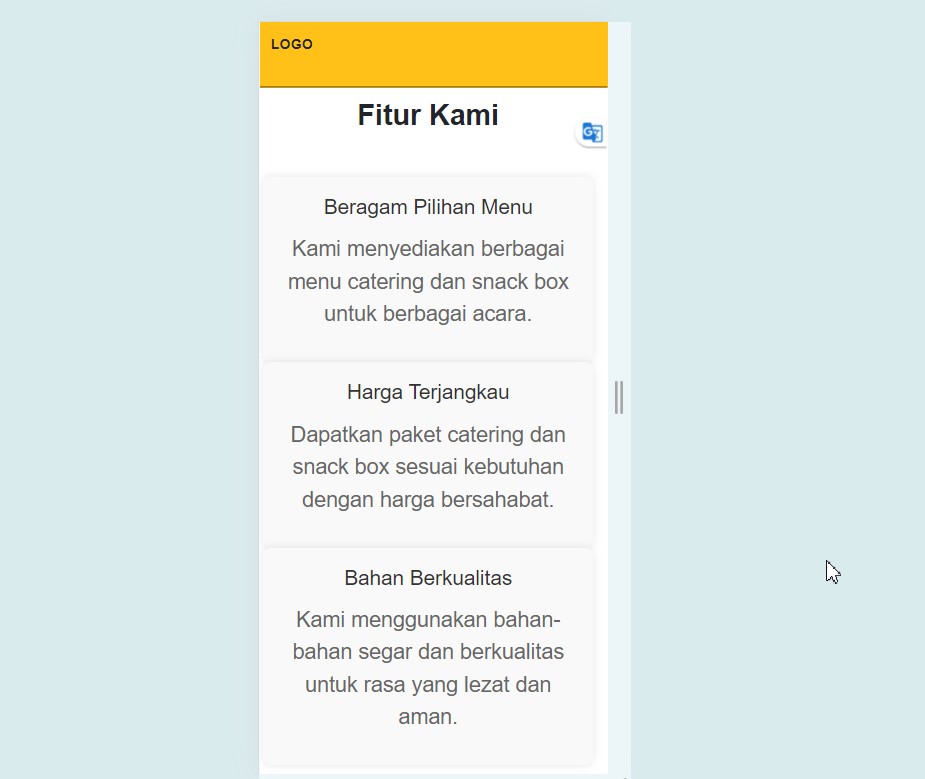 LOGO
Fitur Kami
Beragam Pilihan Menu
Kami menyediakan berbagai
menu catering dan snack box
untuk berbagai acara.
Harga Terjangkau
Dapatkan paket catering dan
snack box sesuai kebutuhan
dengan harga bersahabat.
Bahan Berkualitas
Kami menggunakan bahan-
bahan segar dan berkualitas
untuk rasa yang lezat dan
aman.